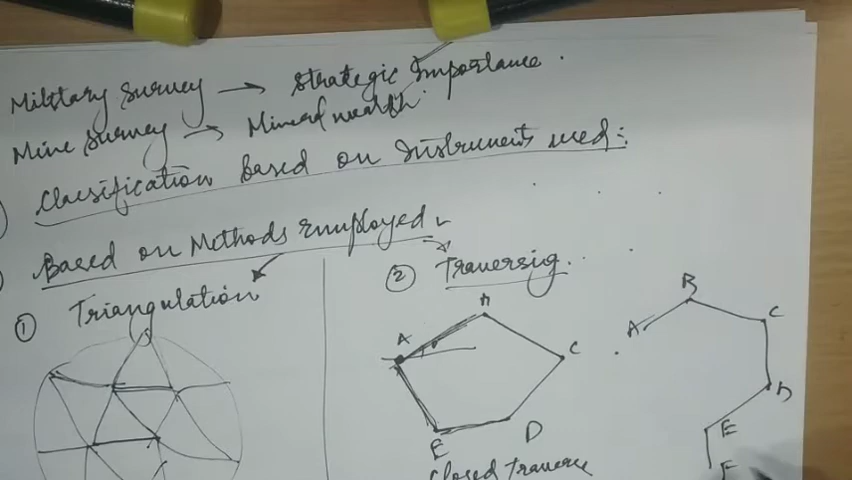 Military Survey → Strategic Importance.
Mine Survey → Mineral wealth.
Classification based on Instruments used:
Based on Methods Employed
① Triangulation
② Traversig.
A
B
C
D
E
Closed Traverse
A
B
C
D
E
F